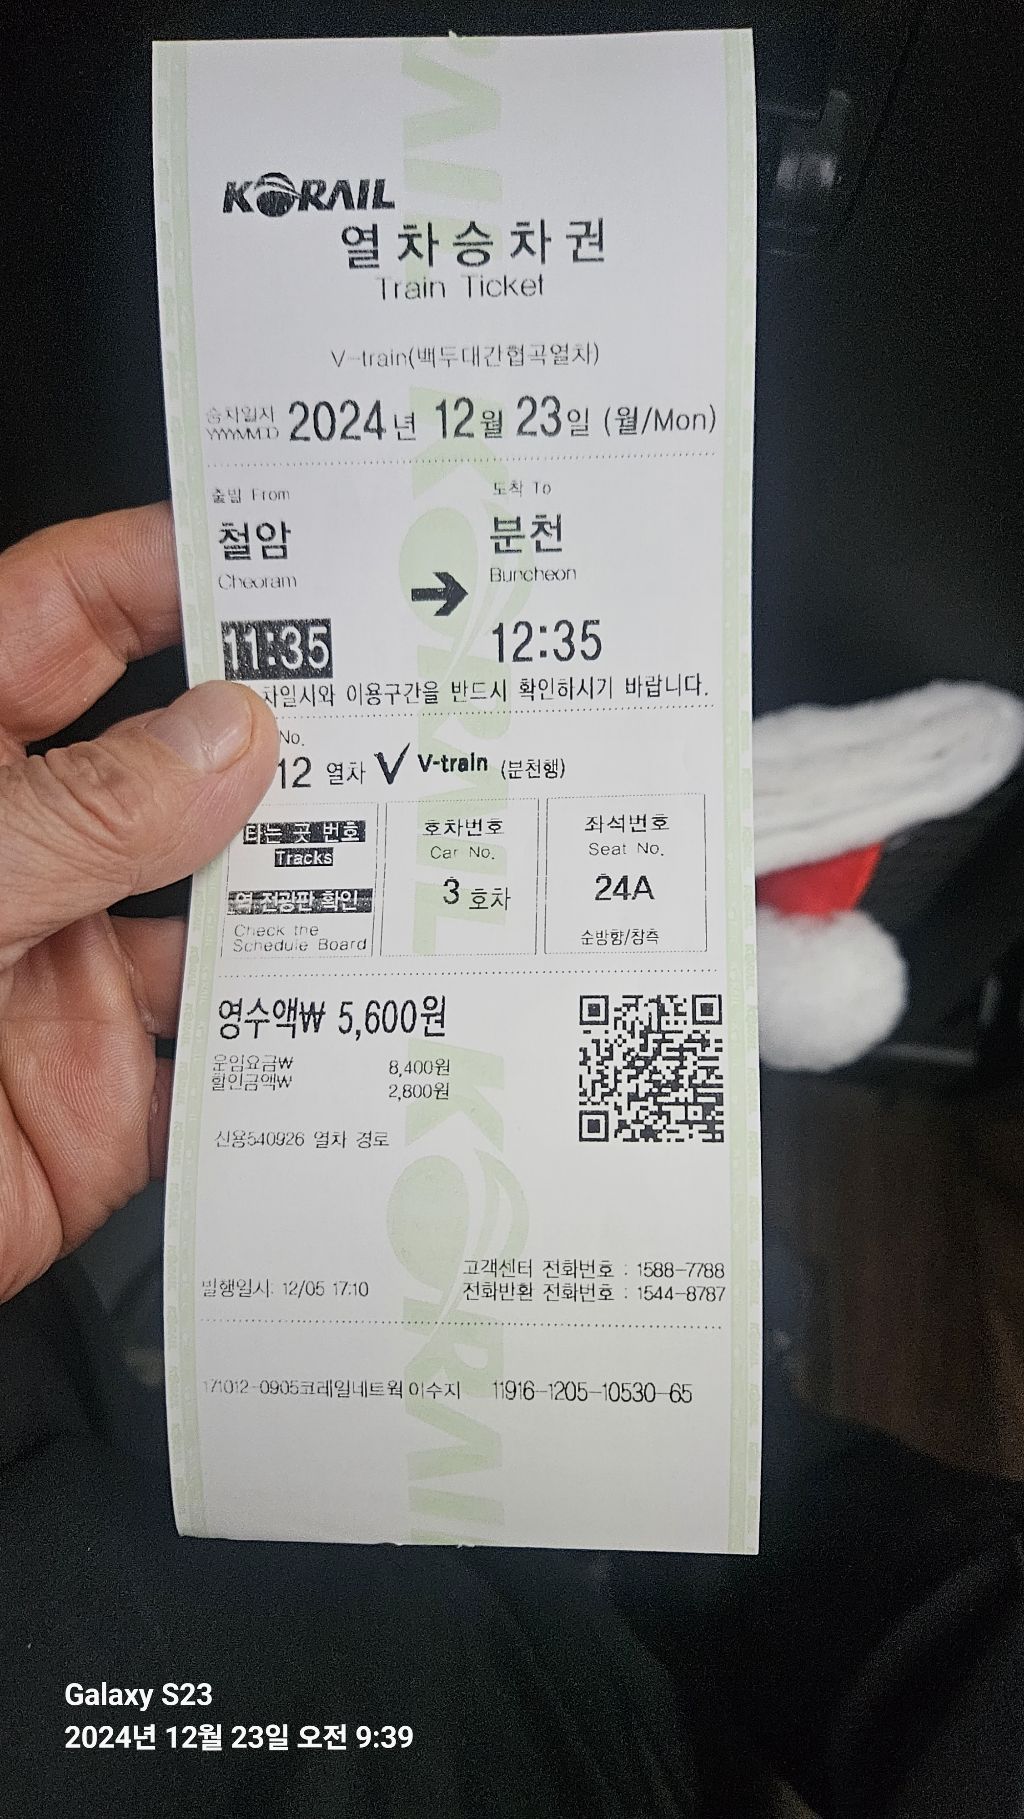 KORAIL
열차승차권
Train Ticket
V-train(백두대간협곡열차)
승차일자
YYYYMMDD
2024년 12월 23일 (월/Mon)
출발 From
도착 To
철암
분천
Cheoram
Buncheon
11:35
12:35
차일시와 이용구간을 반드시 확인하시기 바랍니다.
No.
12 열차 V V-train (분천행)
타는 곳 번호
Tracks
역 전광판 확인
Check the
Schedule Board
호차번호
Car No.
3 호차
좌석번호
Seat No.
24A
순방향/창측
영수액₩ 5,600원
운임요금₩ 8,400원
할인금액₩ 2,800원
신용540926 열차 경로
고객센터 전화번호 : 1588-7788
발행일시: 12/05 17:10
전화반환 전화번호 : 1544-8787
171012-0905코레일네트웍 이수지 11916-1205-10530-65
Galaxy S23
2024년 12월 23일 오전 9:39